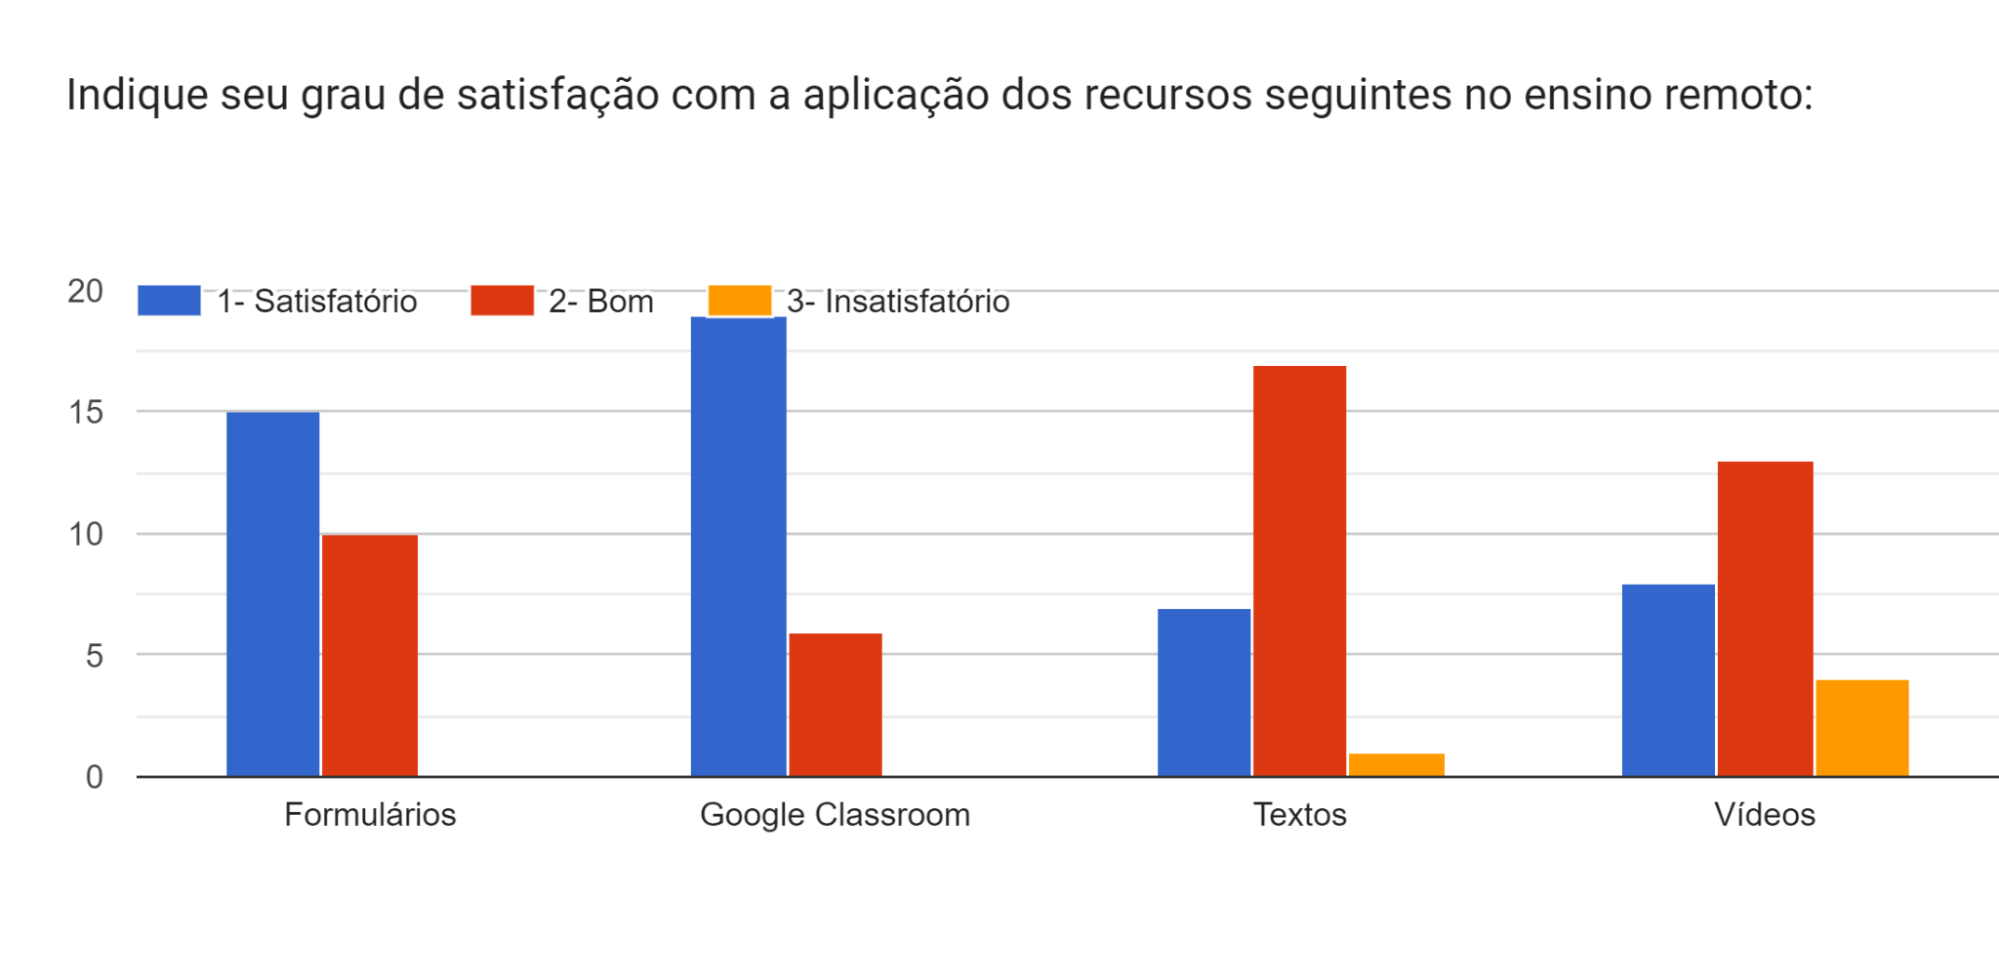 Indique seu grau de satisfação com a aplicação dos recursos seguintes no ensino remoto:
1- Satisfatório 2- Bom 3- Insatisfatório
20
15
10
5
0
Formulários Google Classroom Textos Vídeos